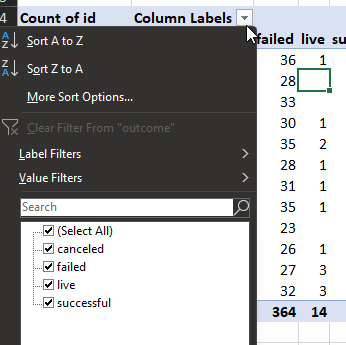 4 Count of id Column Labels
failed live su
Sort A to Z
Sort Z to A
More Sort Options...
Clear Filter From "outcome"
Label Filters
Value Filters
Search
(Select All)
canceled
failed
live
successful
36 1
28
33
30 1
35 2
28 1
31 1
35 1
23
26 1
27 3
32 3
364 14